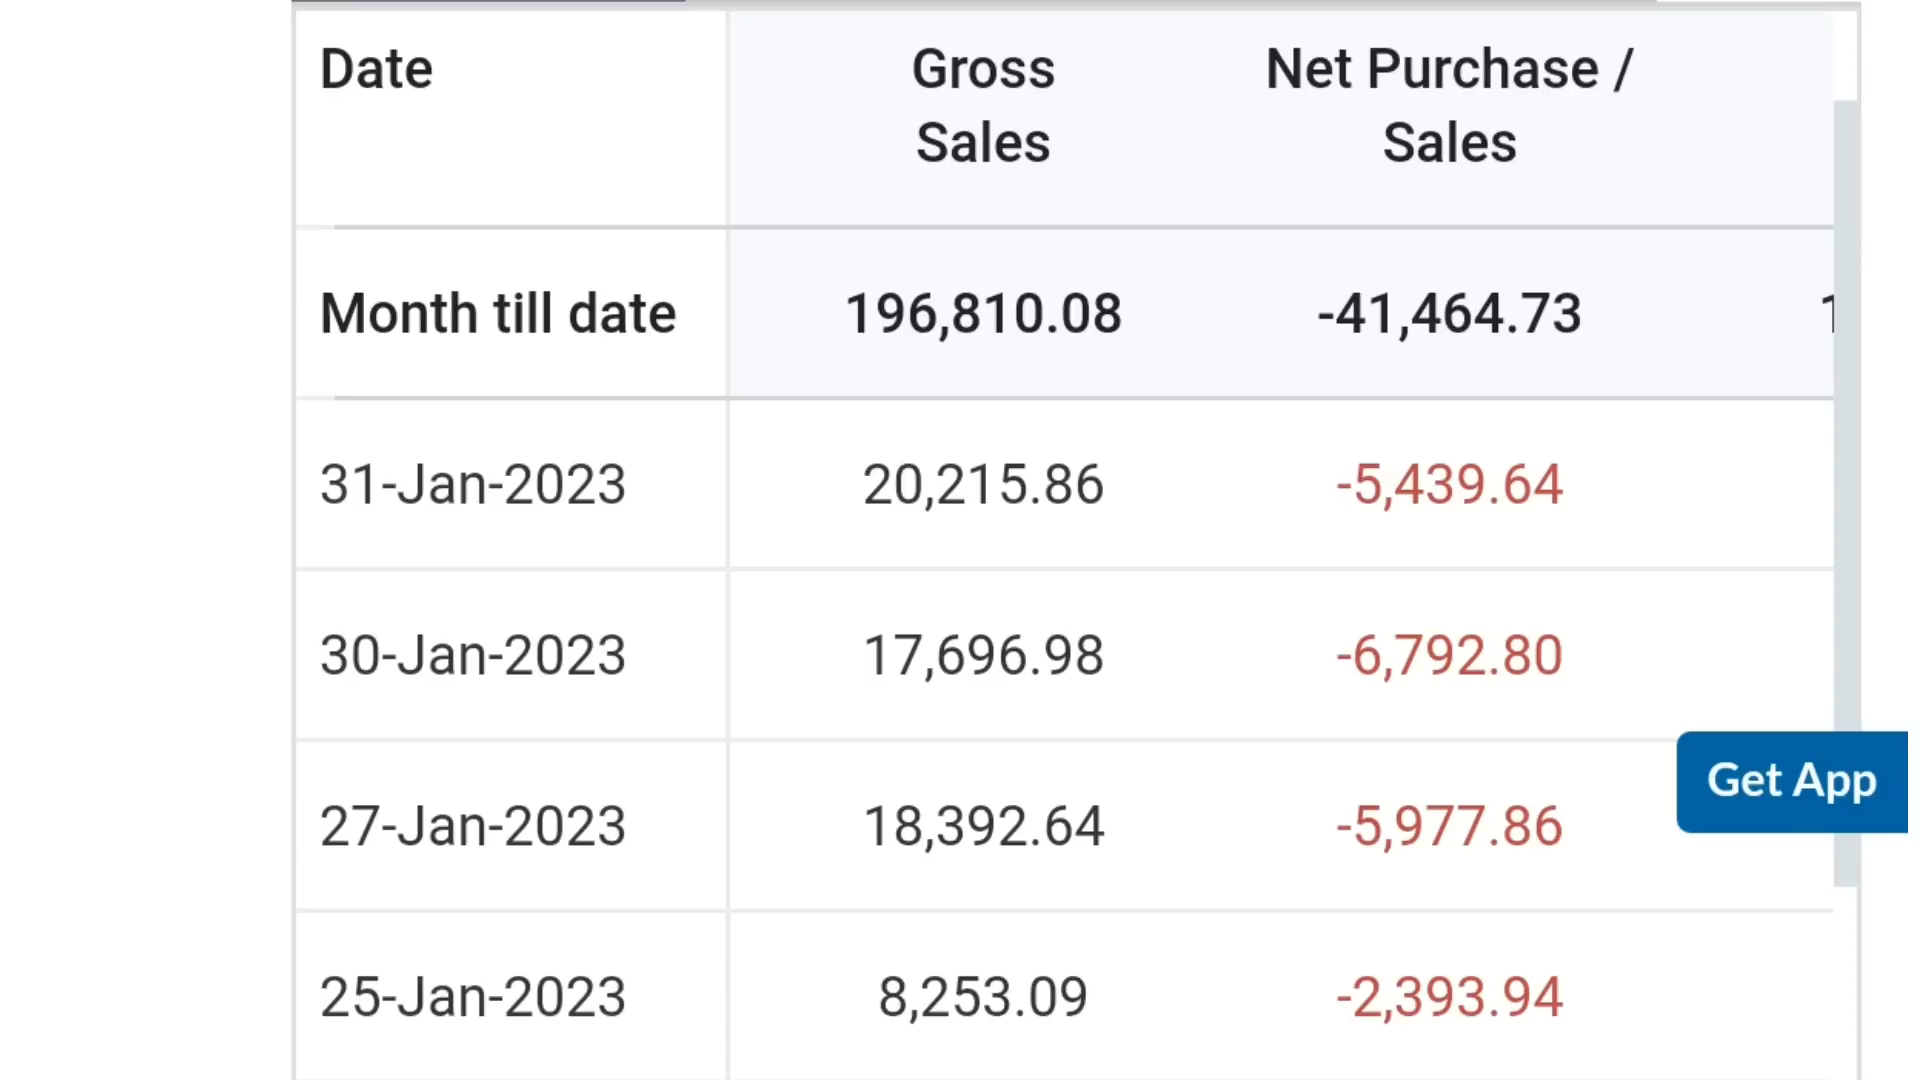 Date Gross Sales Net Purchase / Sales
Month till date 196,810.08 -41,464.73
31-Jan-2023 20,215.86 -5,439.64
30-Jan-2023 17,696.98 -6,792.80
27-Jan-2023 18,392.64 -5,977.86
Get App
25-Jan-2023 8,253.09 -2,393.94